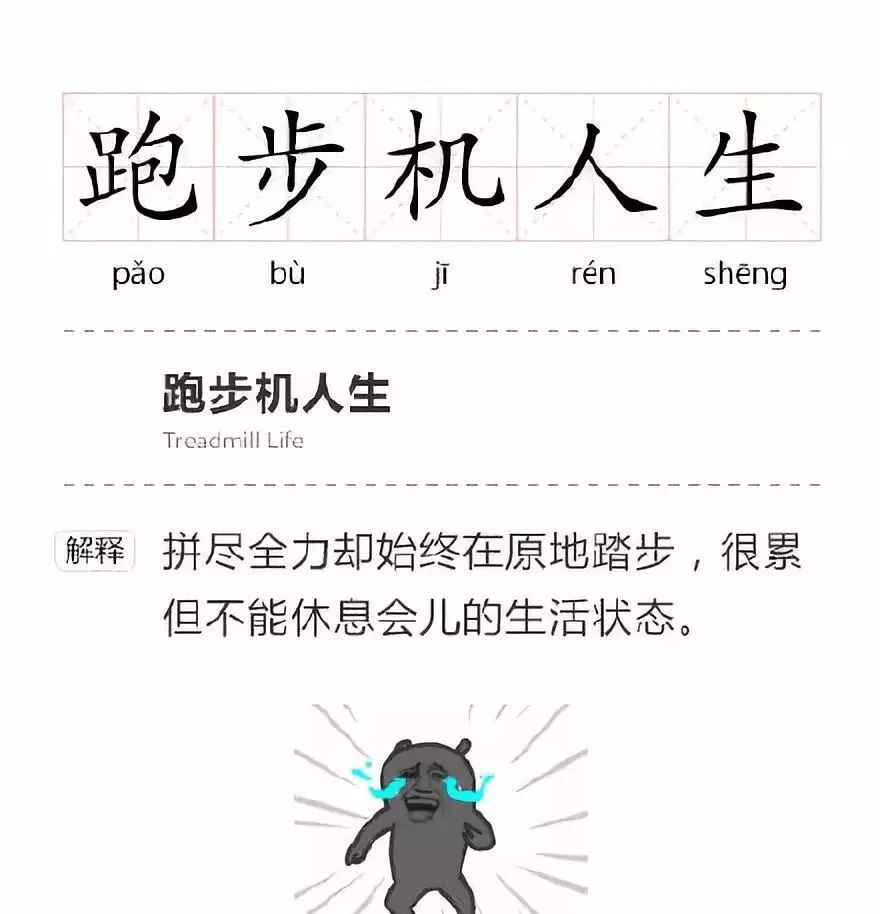 跑步机人生
pǎo bù jī rén shēng
跑步机人生
Treadmill Life
解释 拼尽全力却始终在原地踏步，很累
但不能休息会儿的生活状态。